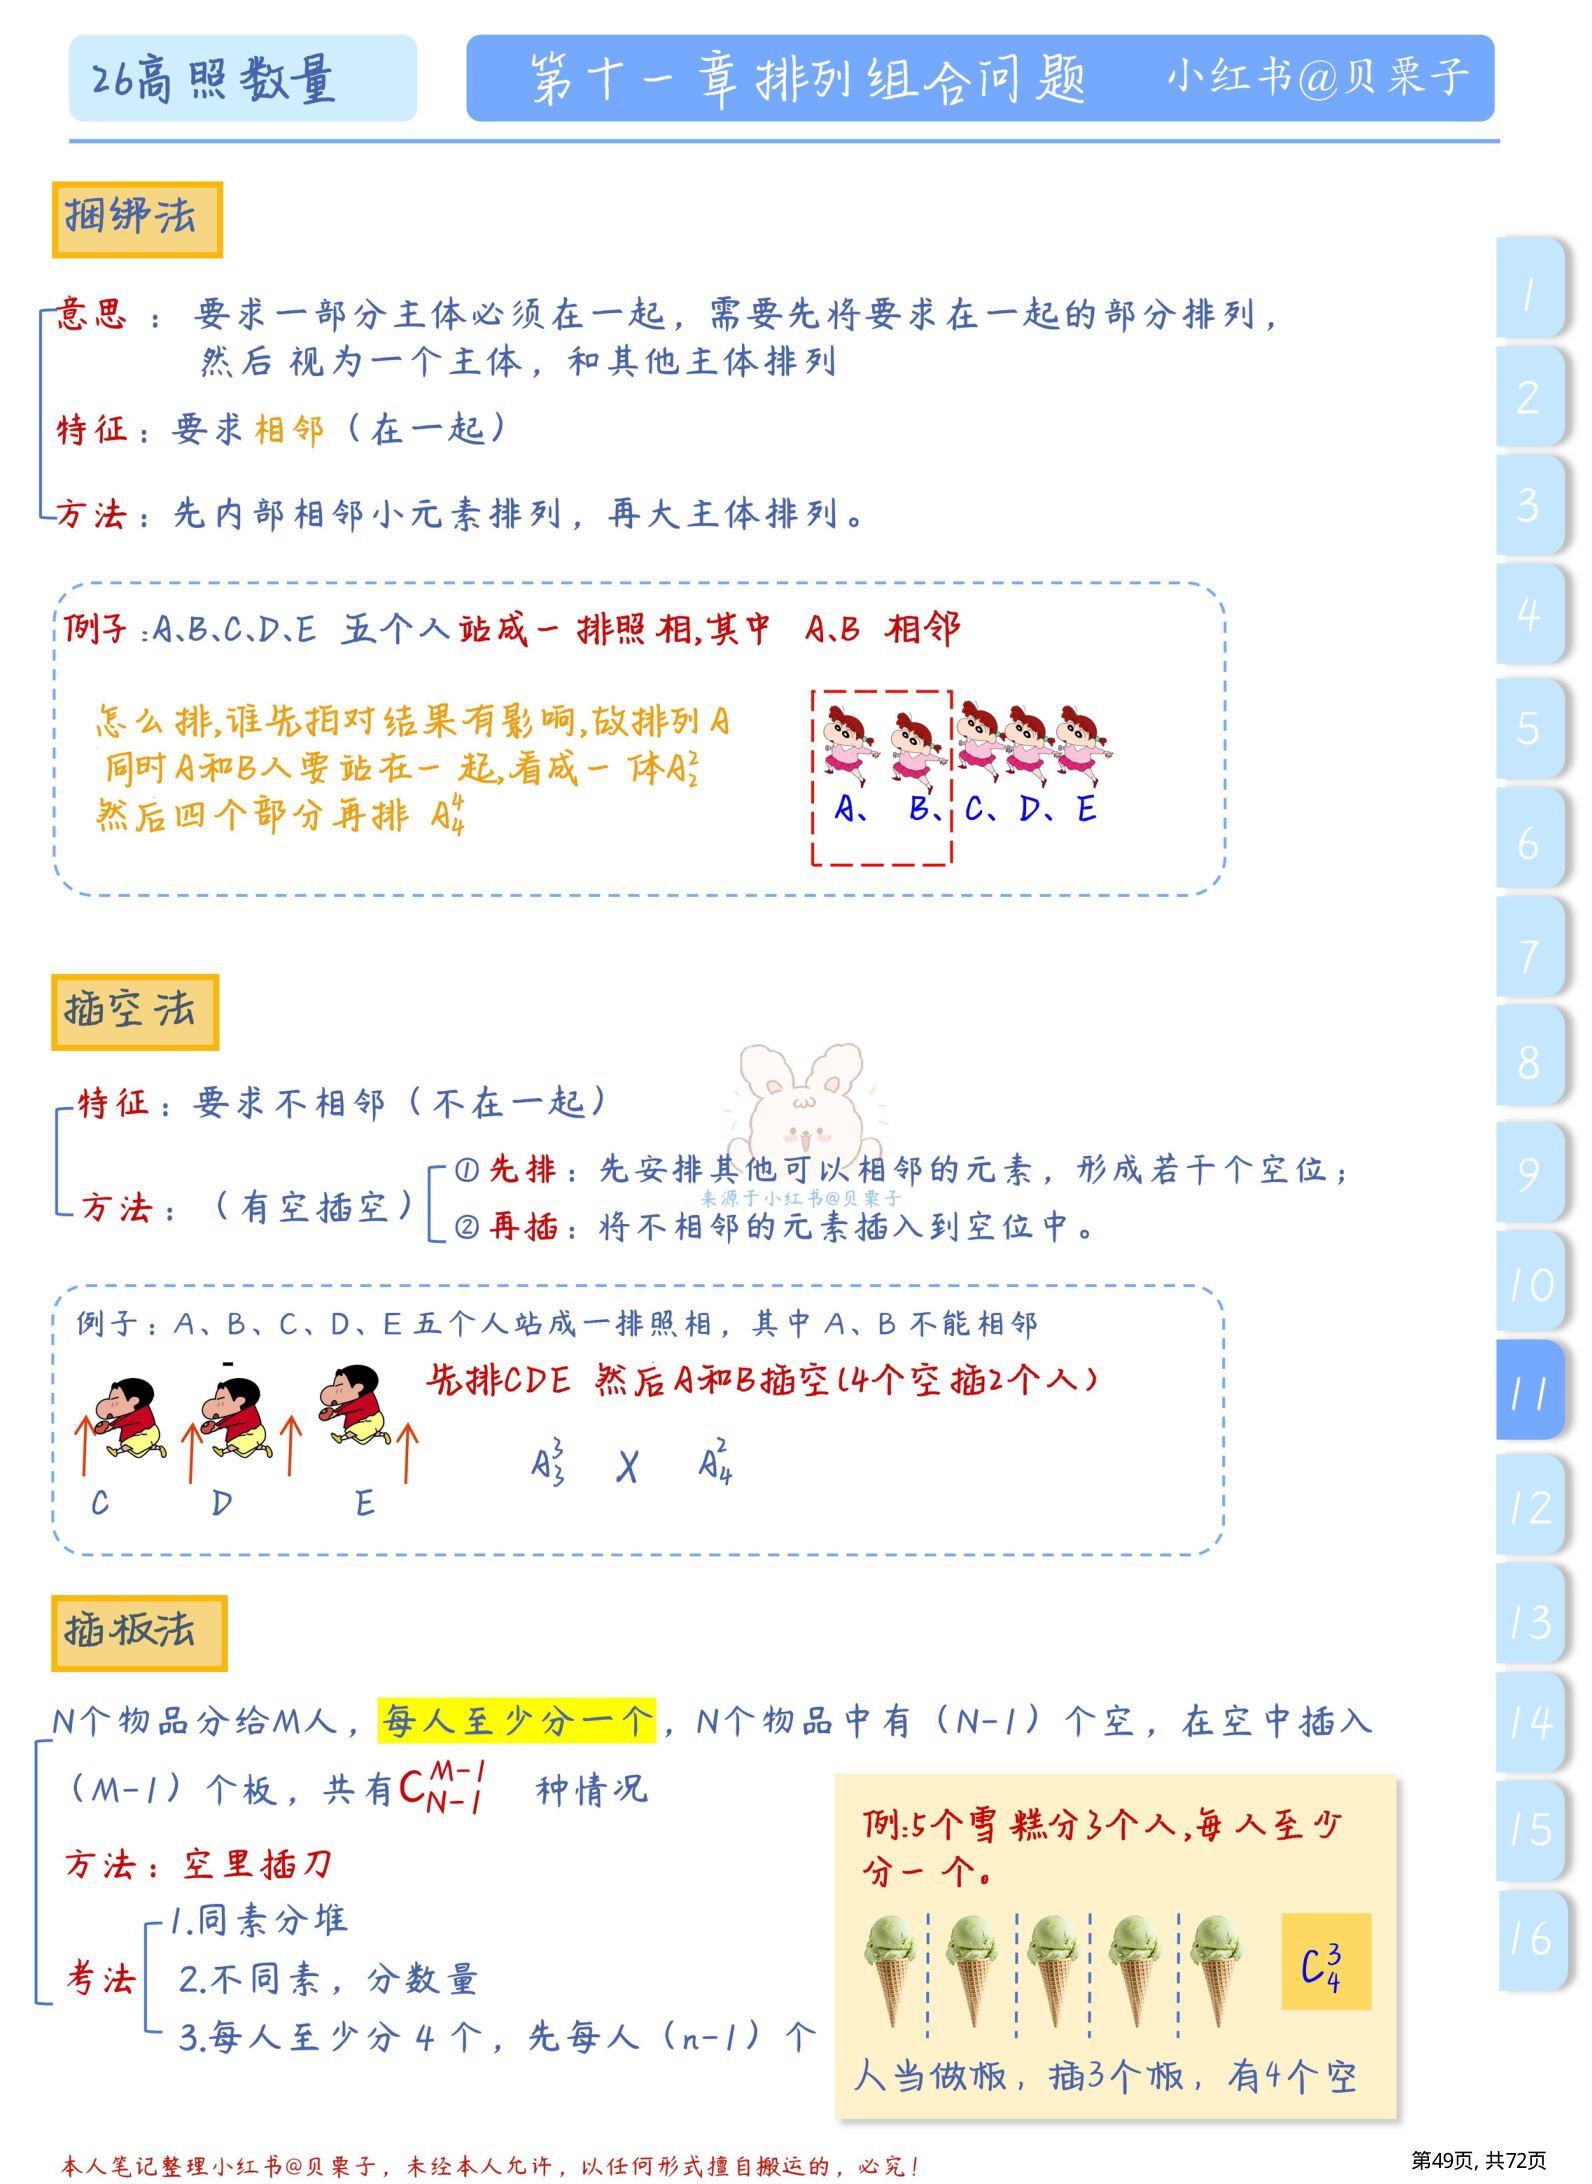 26高照数量
第十一章排列组合问题 小红书@贝栗子
捆绑法
意思：要求一部分主体必须在一起，需要先将要求在一起的部分排列，
然后视为一个主体，和其他主体排列
特征：要求相邻（在一起）
方法：先内部相邻小元素排列，再大主体排列。
例子:A、B、C、D、E 五个人站成一排照相,其中 A、B 相邻
怎么排,谁先拍对结果有影响,故排列A
同时A和B人要站在一起,看成一体A₂²
然后四个部分再排 A₄⁴
A、 B、C、D、E
插空法
特征：要求不相邻（不在一起）
方法：（有空插空）
①先排：先安排其他可以相邻的元素，形成若干个空位；
来源于小红书@贝栗子
②再插：将不相邻的元素插入到空位中。
例子：A、B、C、D、E五个人站成一排照相，其中A、B不能相邻
先排CDE 然后A和B插空(4个空插2个人)
A₃³ X A₄²
C D E
插板法
N个物品分给M人，每人至少分一个，N个物品中有（N-1）个空，在空中插入
（M-1）个板，共有C_{N-1}^{M-1} 种情况
方法：空里插刀
考法
1.同素分堆
2.不同素，分数量
3.每人至少分4个，先每人（n-1）个
例:5个雪糕分3个人,每人至少
分一个。
C₄³
人当做板，插3个板，有4个空
1
2
3
4
5
6
7
8
9
10
11
12
13
14
15
16
本人笔记整理小红书@贝栗子，未经本人允许，以任何形式擅自搬运的，必究！
第49页, 共72页